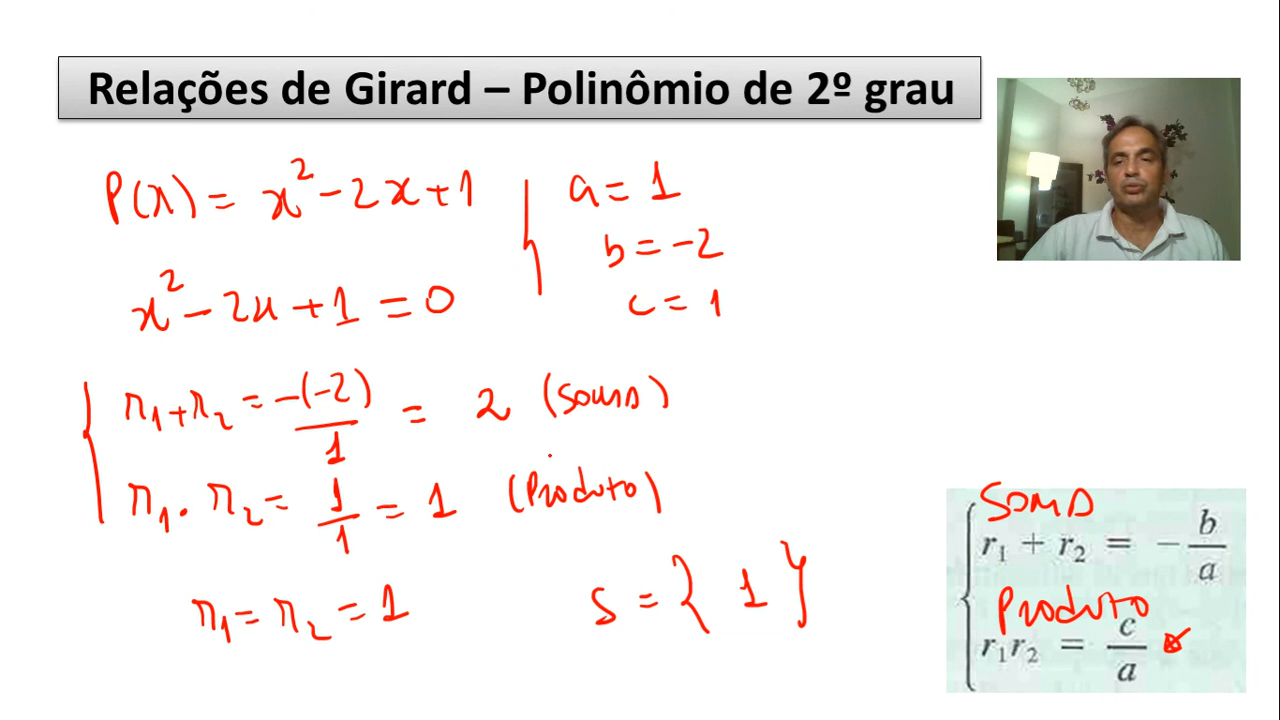 Relações de Girard – Polinômio de 2º grau
P(x) = x² - 2x + 1
a = 1
b = -2
c = 1
x² - 2x + 1 = 0
r₁ + r₂ = -(-2)/1 = 2 (SOMA)
r₁ . r₂ = 1/1 = 1 (PRODUTO)
r₁ = r₂ = 1
S = { 1 }
SOMA
r₁ + r₂ = - b/a
PRODUTO
r₁r₂ = c/a